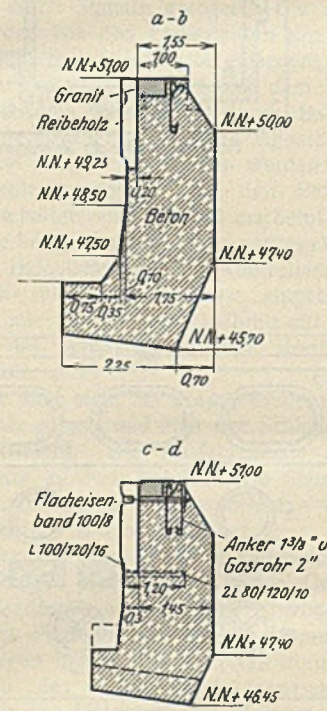 a-b
1,55
1,00
N.N.+51,00
Granit
Reibeholz
N.N.+50,00
N.N.+49,25
0,20
N.N.+48,50
Beton
N.N.+47,50
N.N.+47,40
0,10
0,75
0,35
1,75
N.N.+45,70
2,25
0,70
c-d
N.N.+51,00
Flacheisen-
band 100/8
Anker 1 3/8" u.
Gasrohr 2"
L 100/120/16
1,20
2L 80/120/10
0,3
1,45
N.N.+47,40
N.N.+46,45